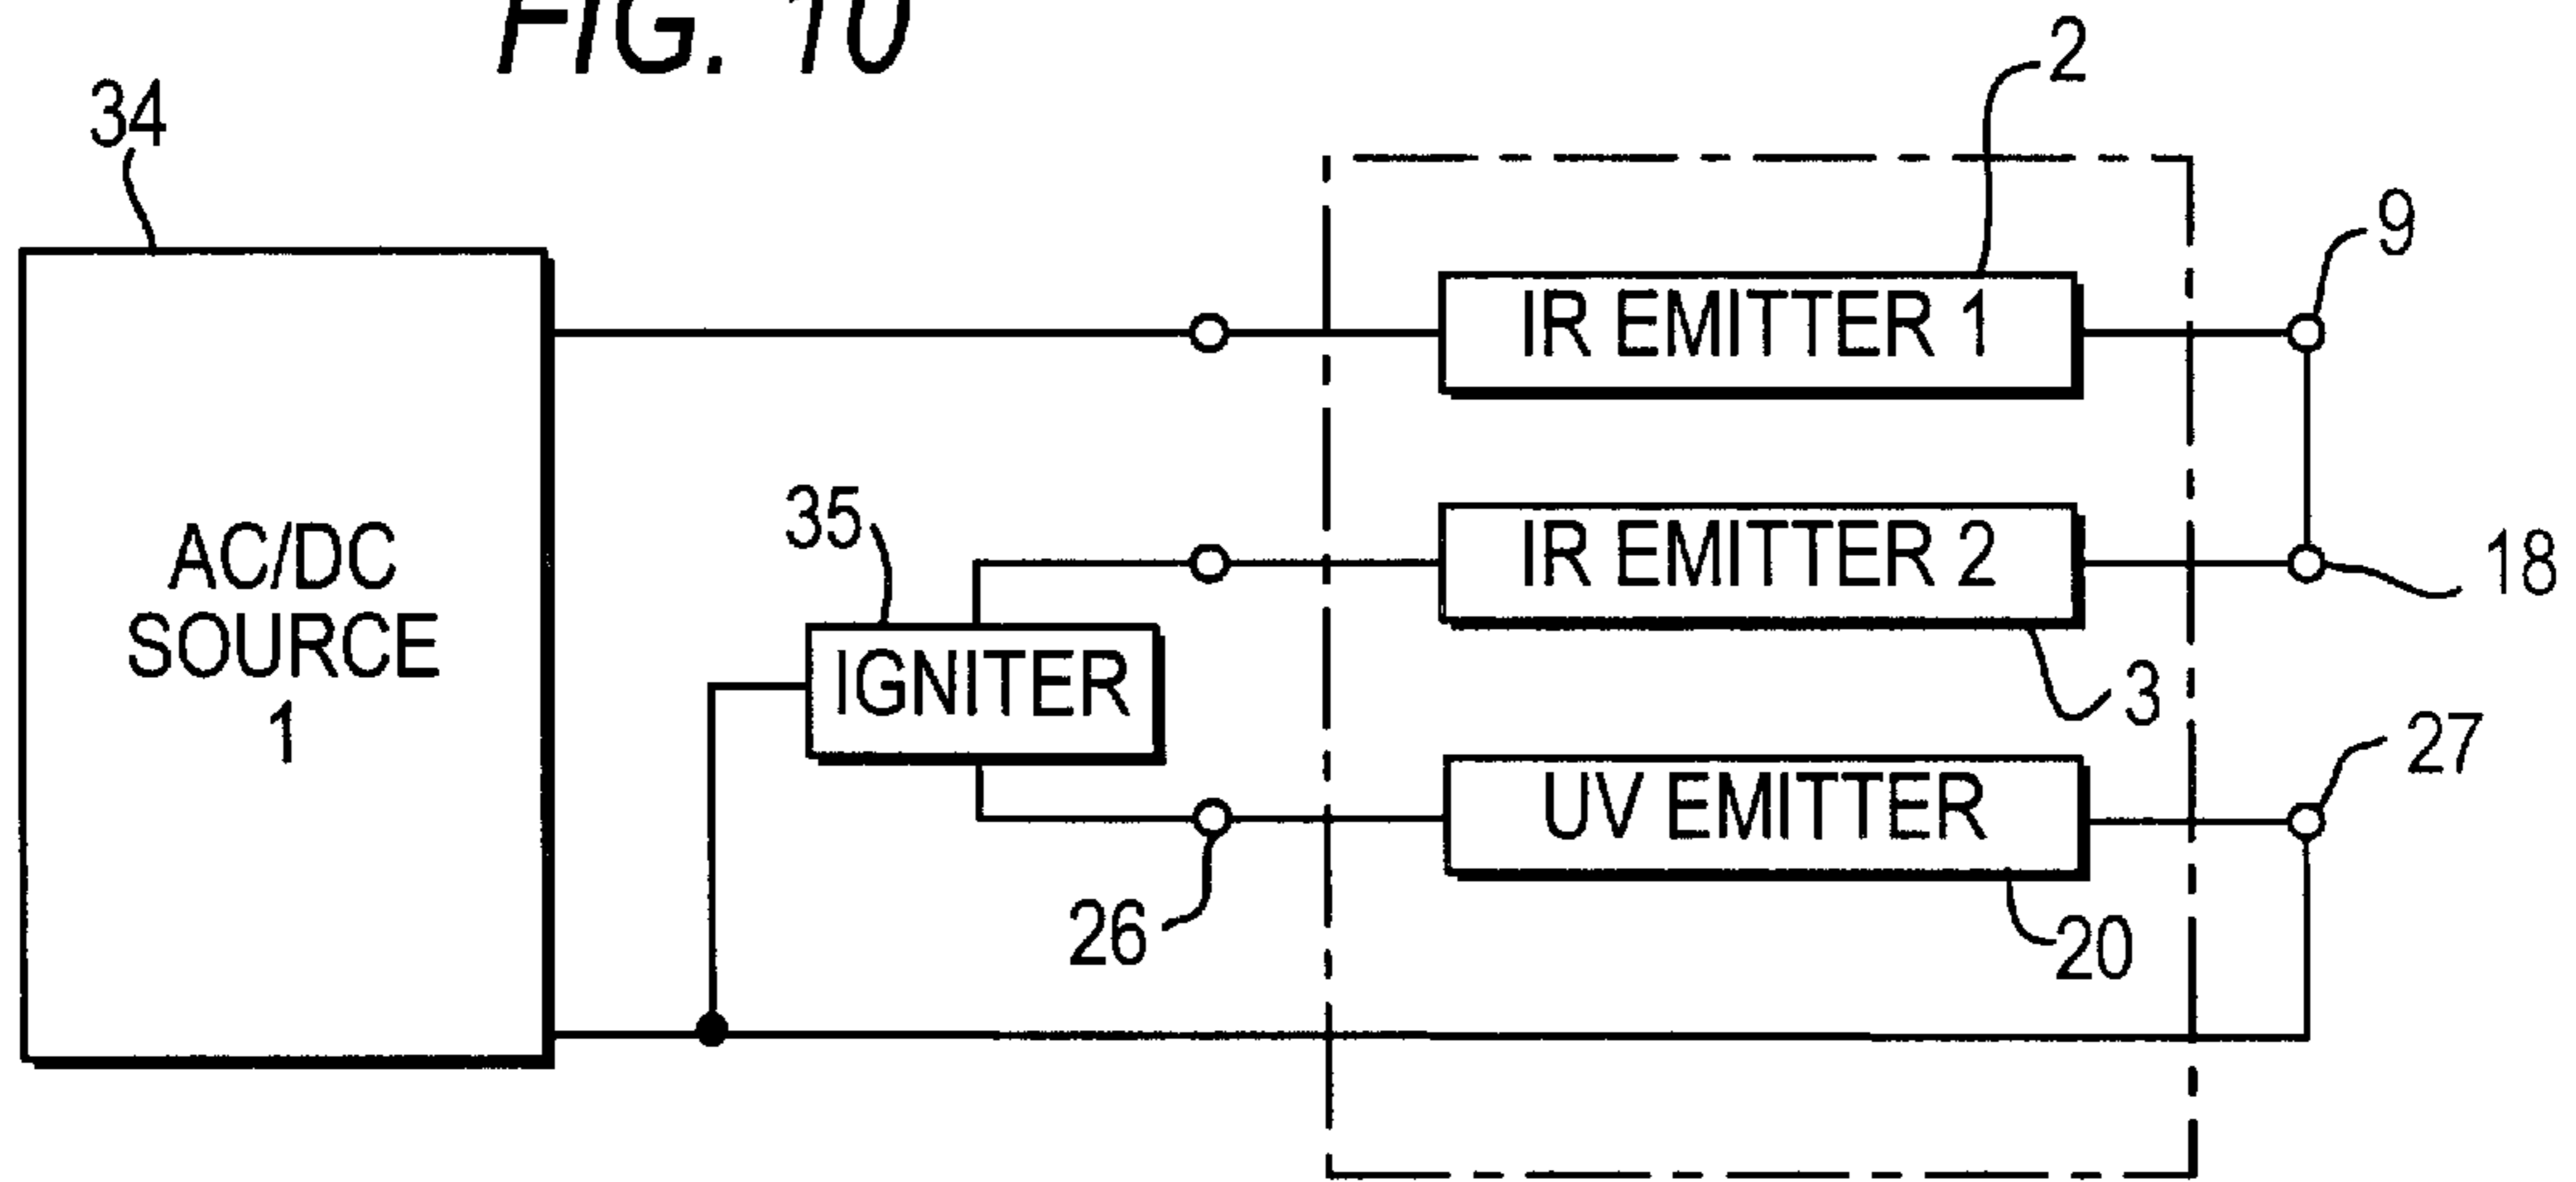 FIG. 10
2
34
9
IR EMITTER 1
35
IR EMITTER 2
18
AC/DC
SOURCE
1
IGNITER
3
27
UV EMITTER
26
20